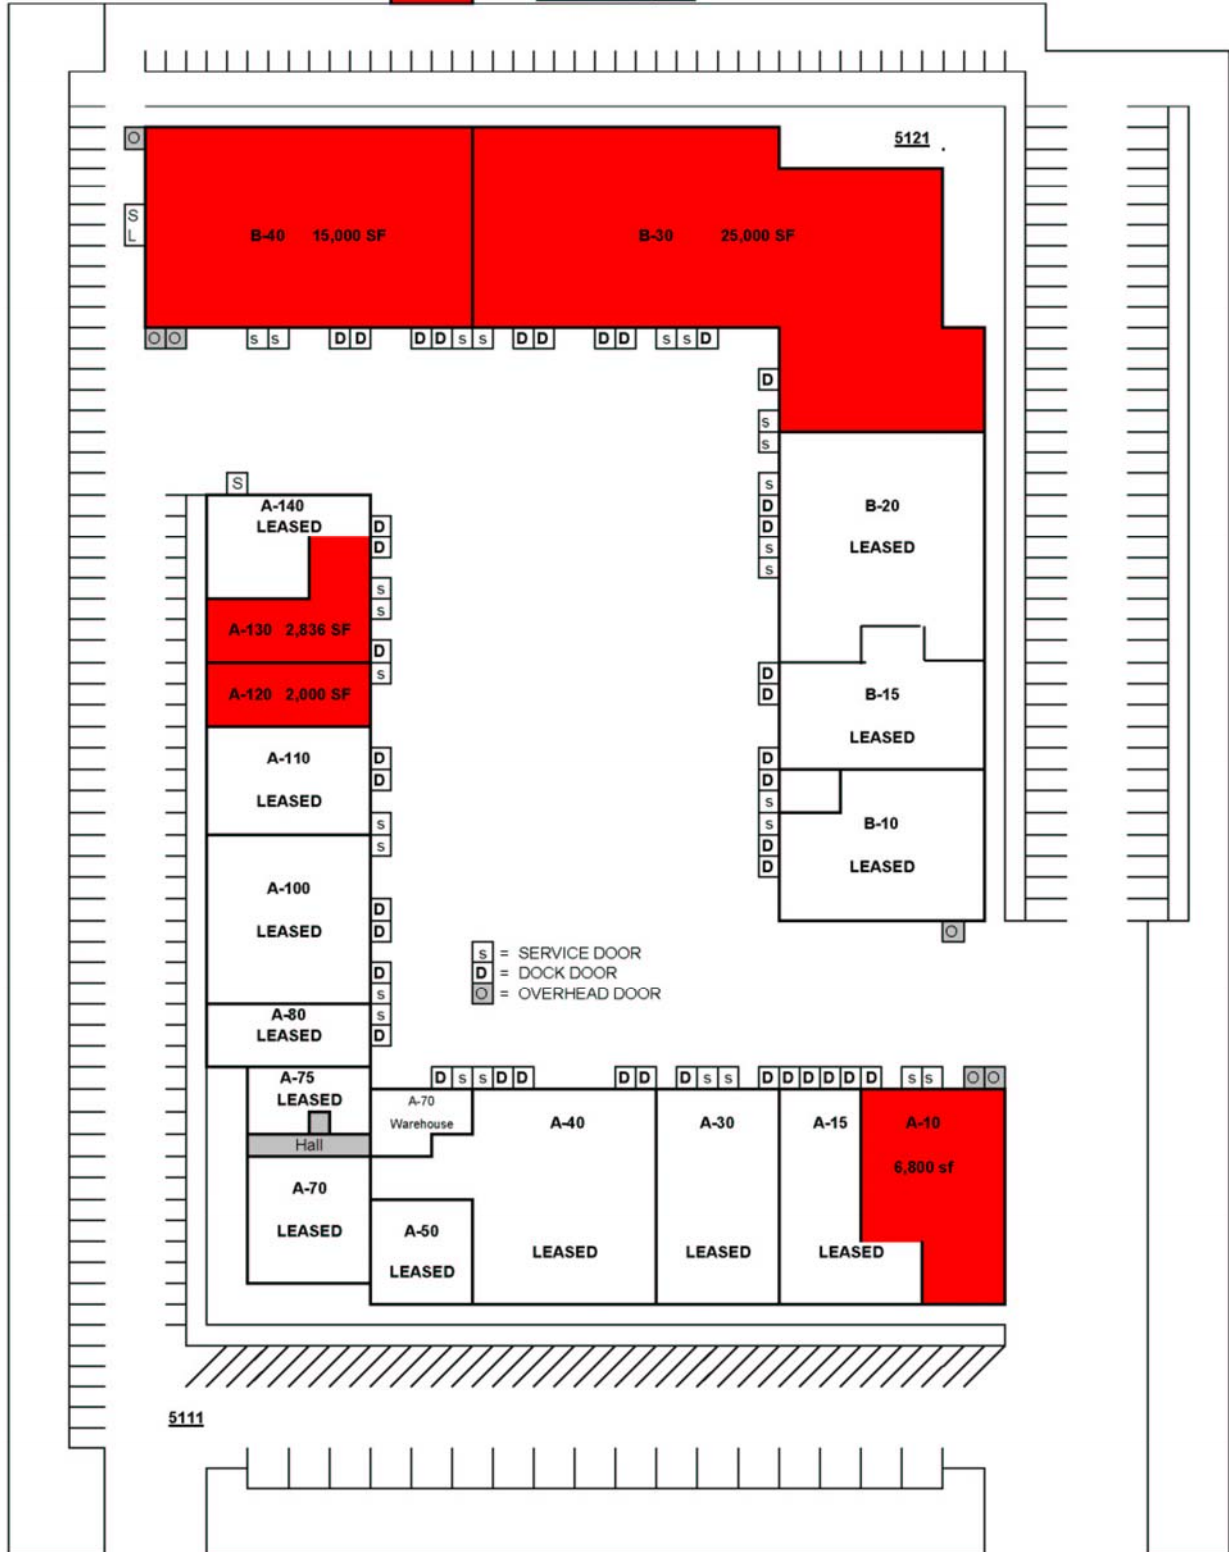 5121
O
S
L
B-40 15,000 SF
B-30 25,000 SF
O O s s D D D D s s D D D D s s D
D
s
s
s
D
D
s
s
B-20
LEASED
D
D
B-15
LEASED
D
D
s
s
D
D
B-10
LEASED
O
S
A-140
LEASED
D
D
s
s
A-130 2,836 SF
D
s
A-120 2,000 SF
A-110
LEASED
D
D
s
s
A-100
LEASED
D
D
D
s
A-80
LEASED
s
D
s = SERVICE DOOR
D = DOCK DOOR
O = OVERHEAD DOOR
A-75
LEASED
Hall
A-70
LEASED
D s s D D D D D s s D D D D D D s s O O
A-70
Warehouse
A-50
LEASED
A-40
LEASED
A-30
LEASED
A-15
LEASED
A-10
6,800 sf
5111